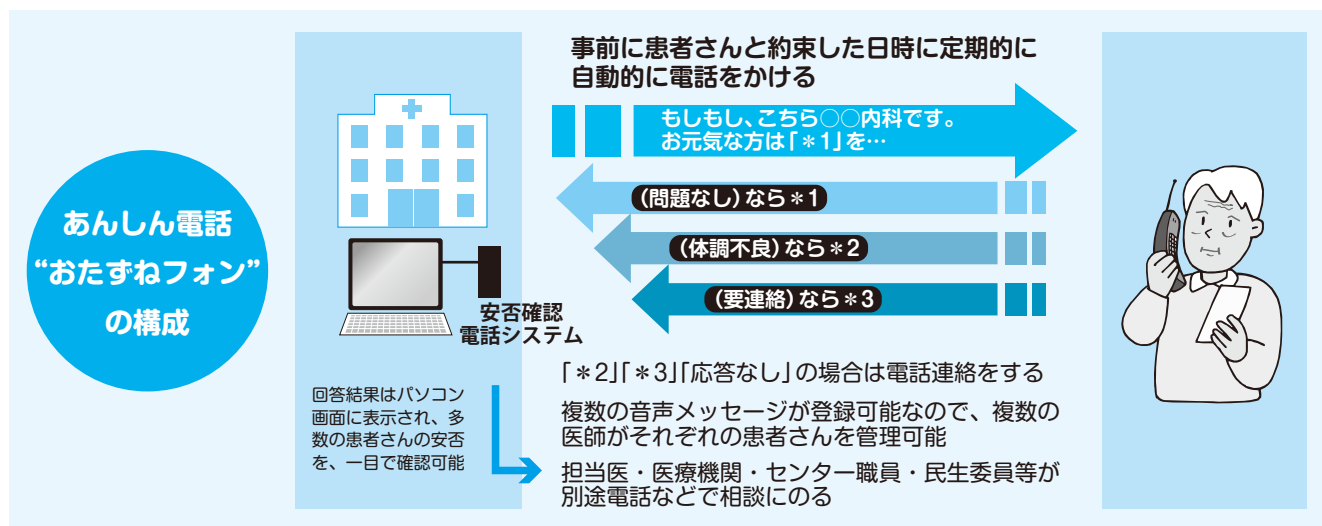 あんしん電話
“おたずねフォン”
の構成
事前に患者さんと約束した日時に定期的に
自動的に電話をかける
もしもし、こちら○○内科です。
お元気な方は「＊1」を…
（問題なし）なら＊1
（体調不良）なら＊2
（要連絡）なら＊3
安否確認
電話システム
回答結果はパソコン
画面に表示され、多
数の患者さんの安否
を、一目で確認可能
「＊2」「＊3」「応答なし」の場合は電話連絡をする
複数の音声メッセージが登録可能なので、複数の
医師がそれぞれの患者さんを管理可能
担当医・医療機関・センター職員・民生委員等が
別途電話などで相談にのる